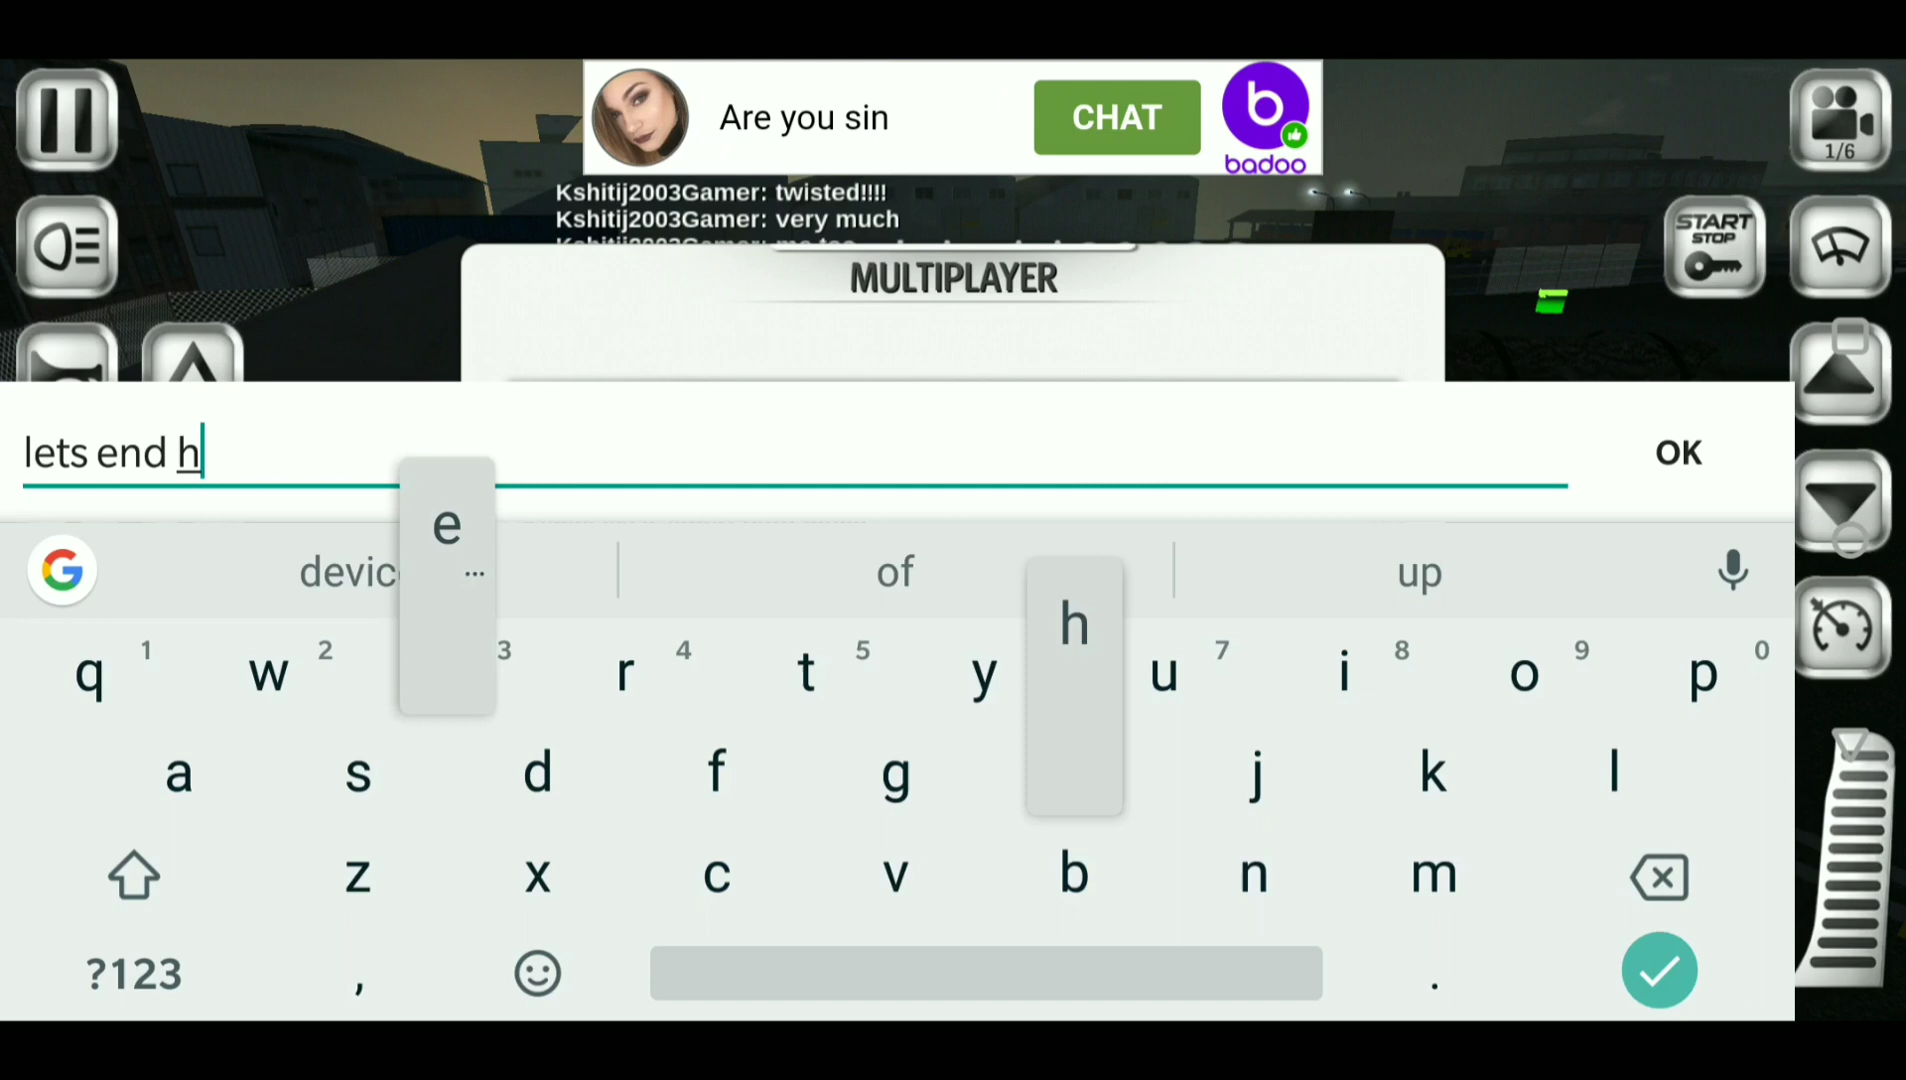 Are you sin
CHAT
badoo
1/6
Kshitij2003Gamer: twisted!!!!
Kshitij2003Gamer: very much
START
STOP
MULTIPLAYER
lets end h
OK
e
devic
...
of
up
h
1 2 3 4 5 7 8 9 0
q w r t y u i o p
a s d f g j k l
z x c v b n m
?123 , .